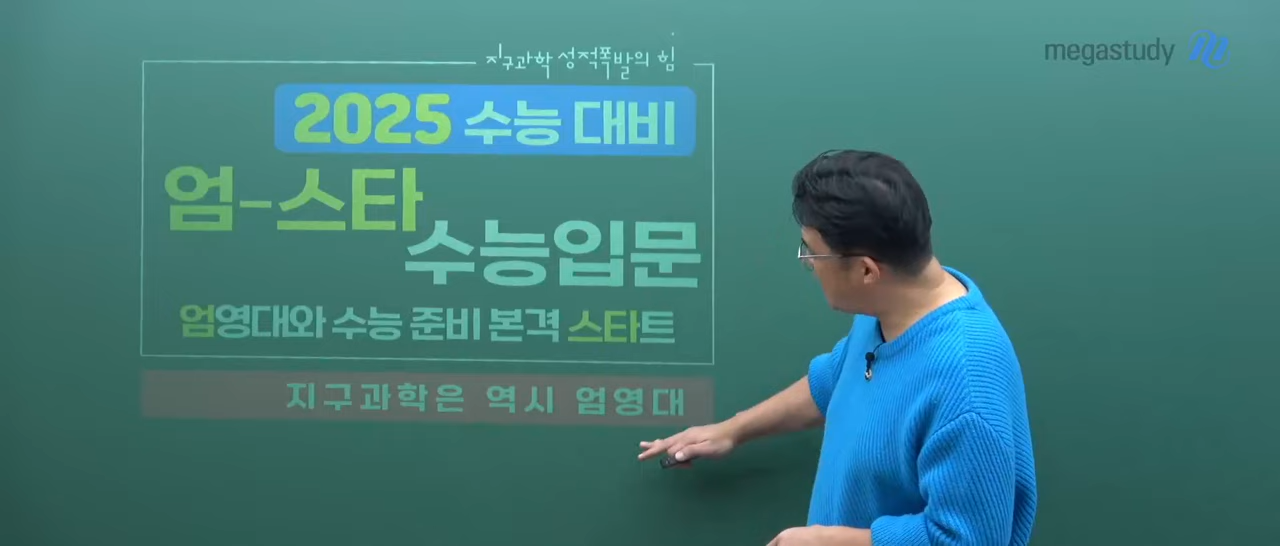 지구과학 성적폭발의 힘
megastudy
2025 수능 대비
엄-스타
수능입문
엄영대와 수능 준비 본격 스타트
지구과학은 역시 엄영대